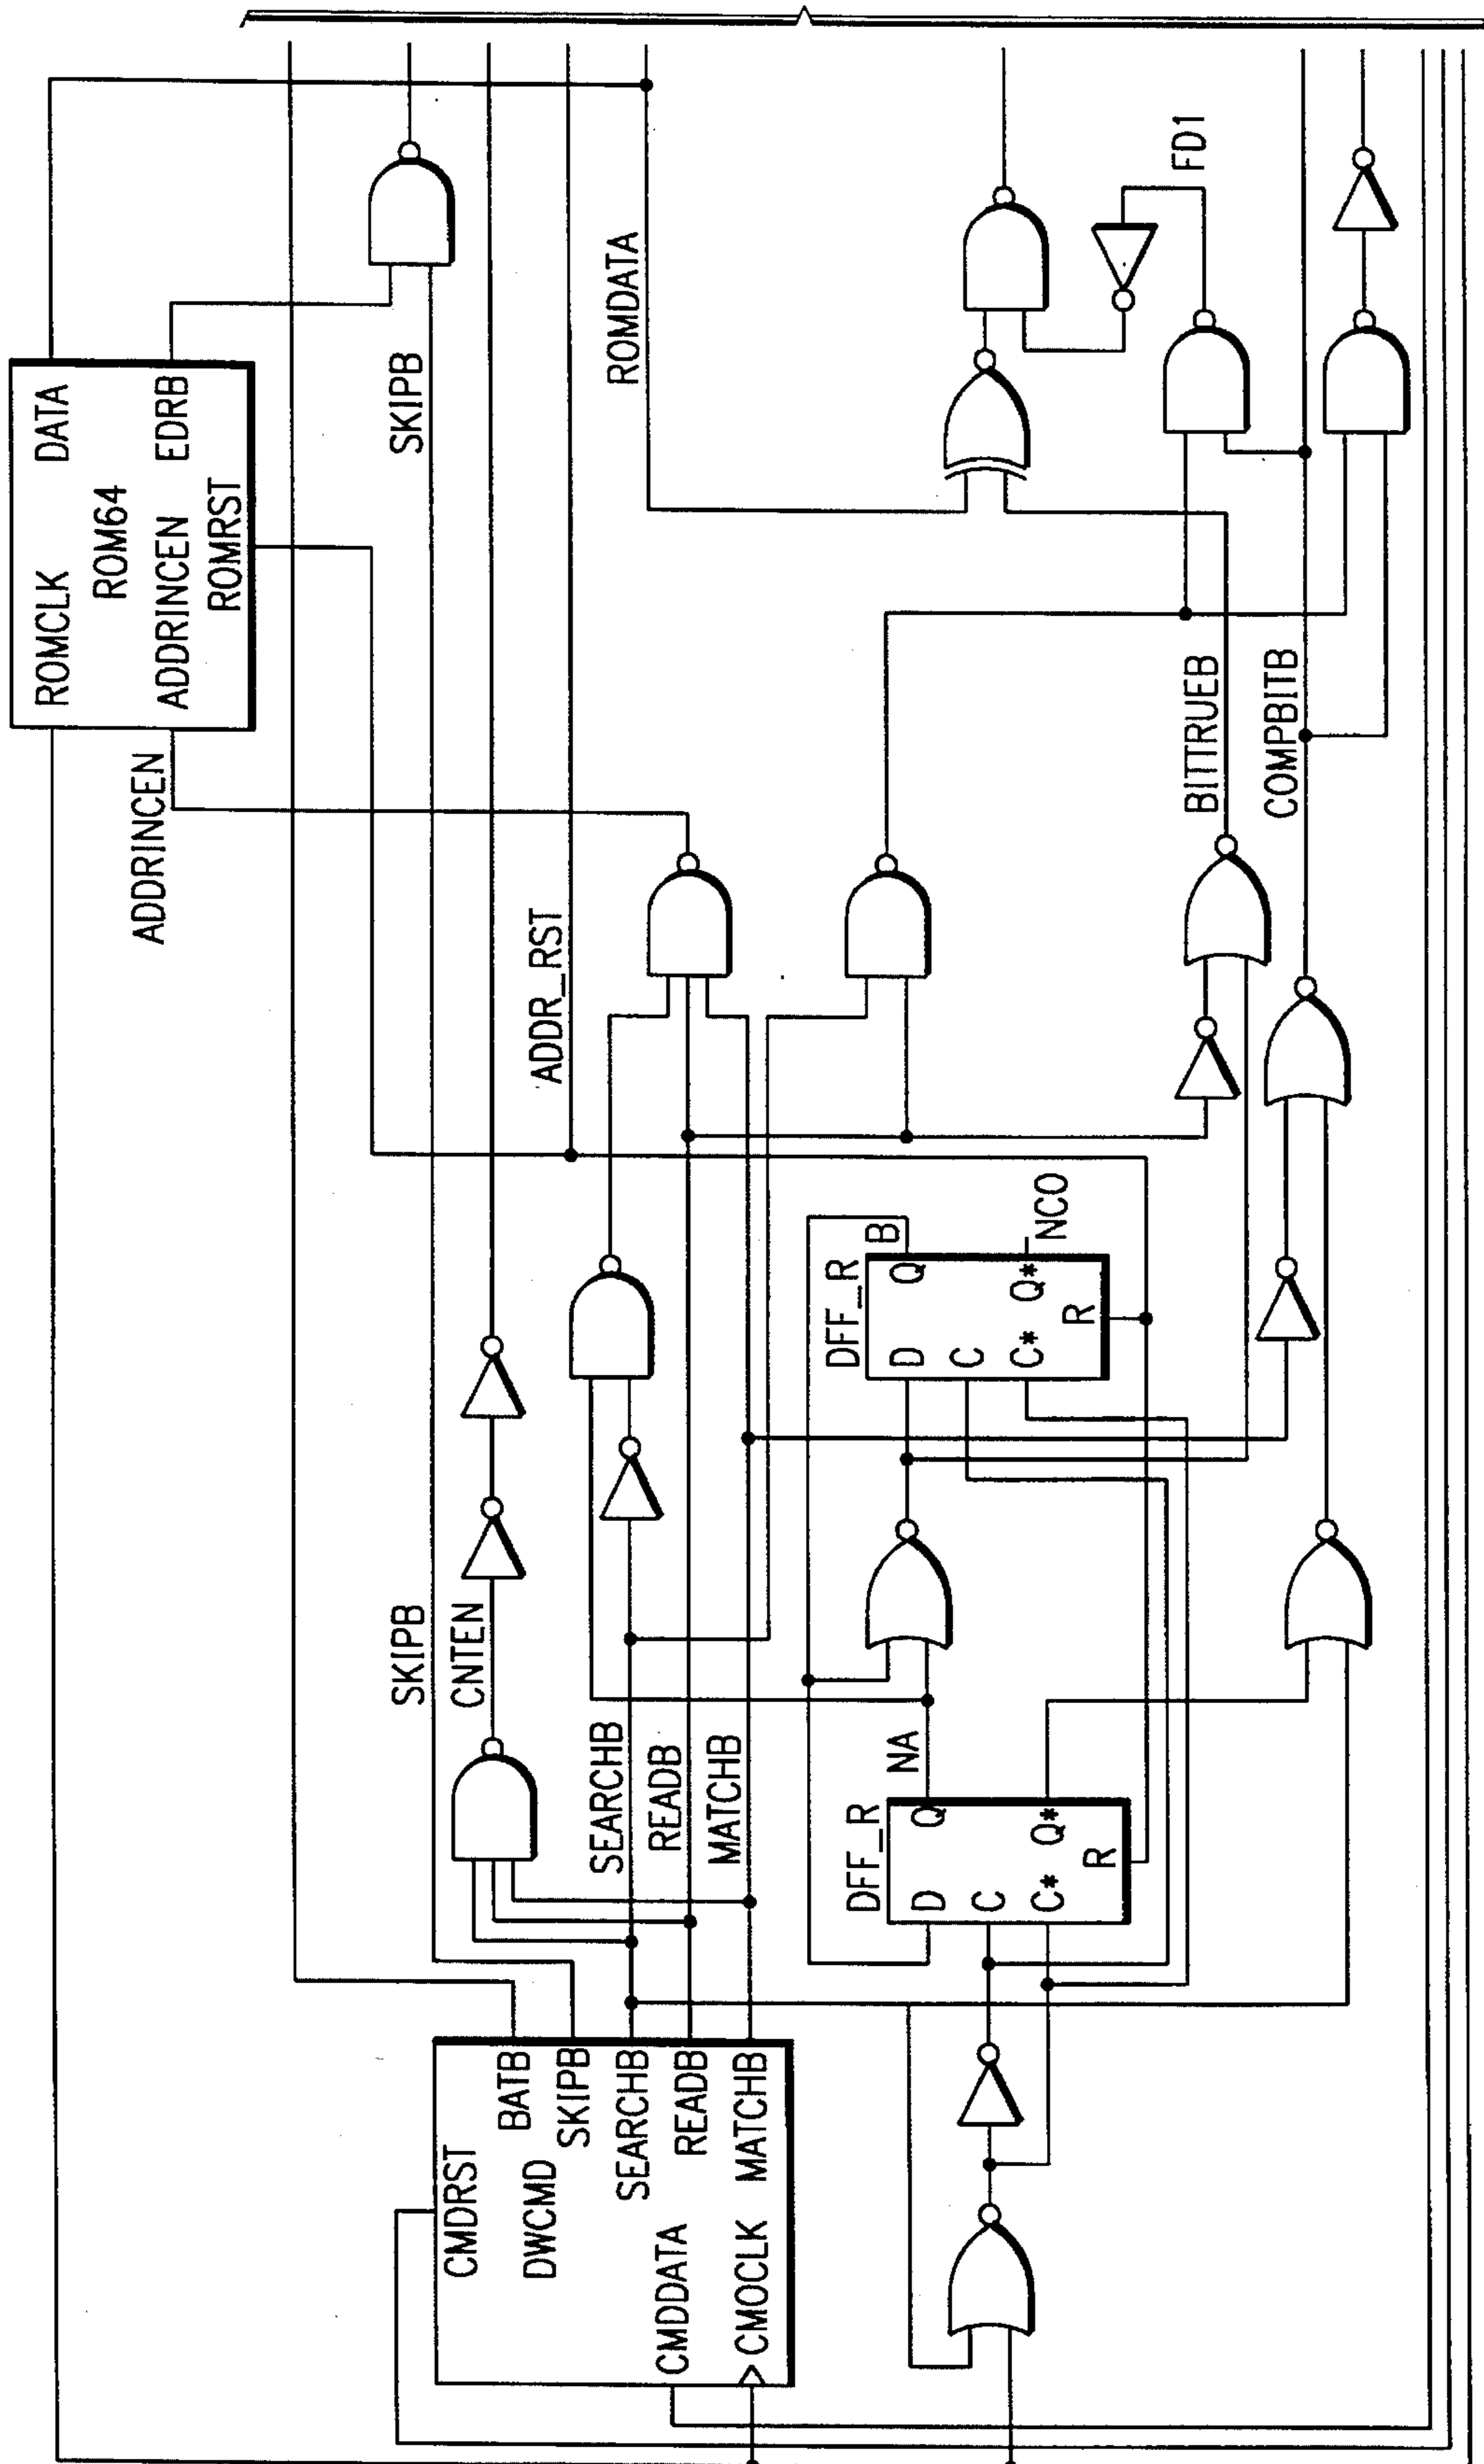 ROMCLK DATA
ROM64
ADDRINCEN EDRB
ROMRST
ADDRINCEN
SKIPB
ROMDATA
ADDR_RST
FD1
SKIPB
CNTEN
SEARCHB
READB
MATCHB
BITTRUEB
COMPBITB
CMDRST
BATB
DWCMD
SKIPB
SEARCHB
CMDDATA
READB
CMOCLK MATCHB
DFF_R
D Q
C
C* Q*
R
NA
DFF_R
D Q
C
C* Q*
R
B
NCO